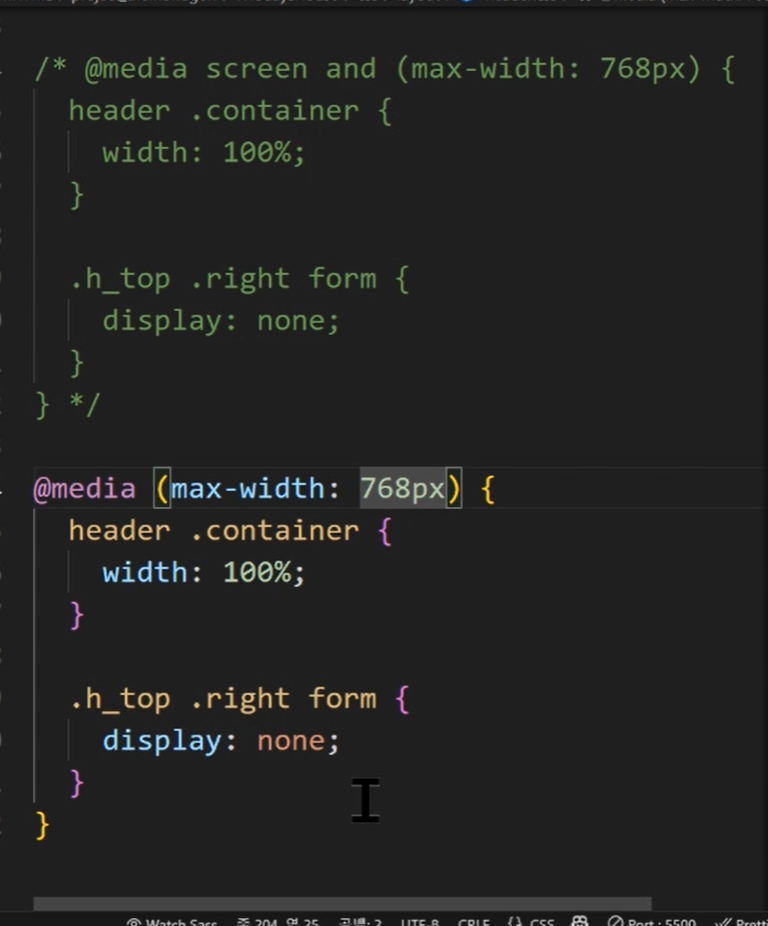 /* @media screen and (max-width: 768px) {
header .container {
width: 100%;
}
.h_top .right form {
display: none;
}
} */
@media (max-width: 768px) {
header .container {
width: 100%;
}
.h_top .right form {
display: none;
}
}
Watch Sass 줄 204, 열 25 공백: 2 UTF-8 CRLF {} CSS Port : 5500